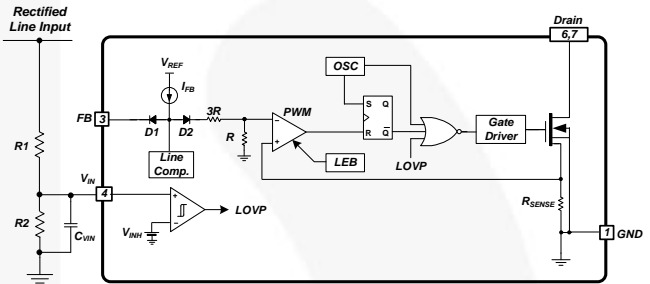 Rectified
Line Input
Drain
6,7
VREF
IFB
OSC
3R
PWM
S Q
FB 3
D1 D2
R
R Q
Gate
Driver
Line
Comp.
LEB
LOVP
R1
VIN
4
LOVP
R2
CVIN
VINH
RSENSE
1 GND